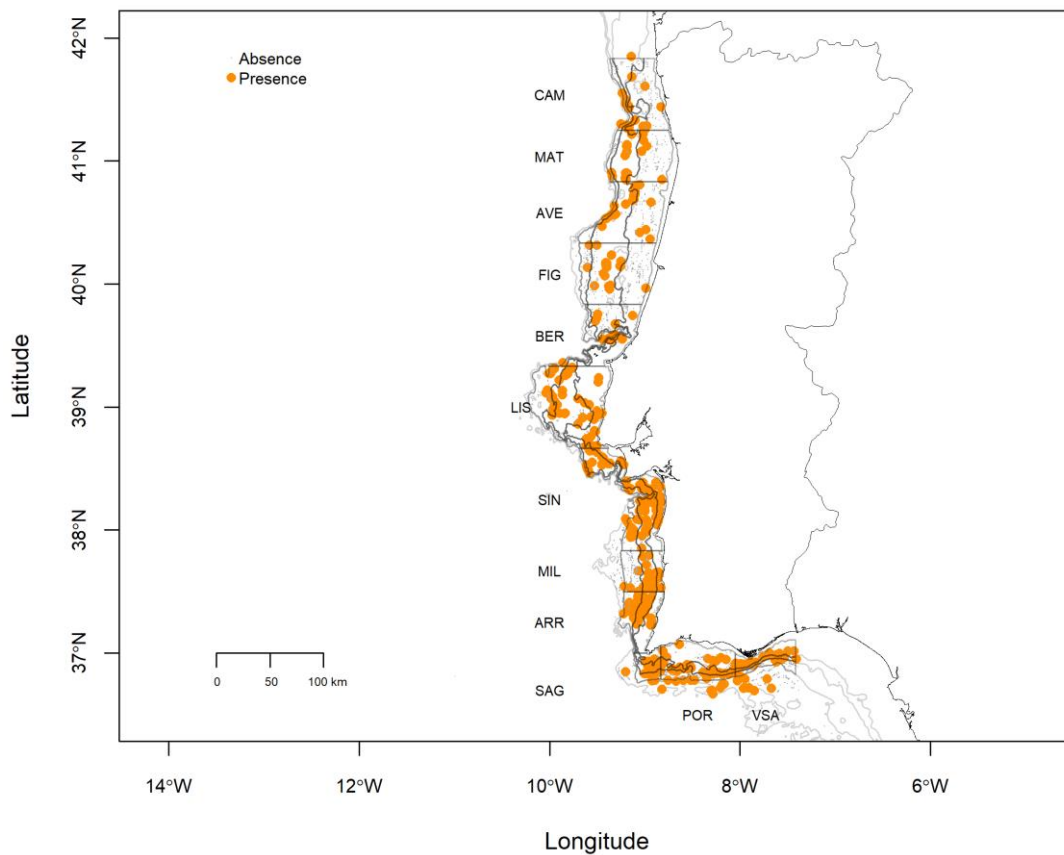 Absence
Presence
CAM
MAT
AVE
FIG
BER
LIS
SIN
MIL
ARR
SAG
POR
VSA
0
50
100 km
42°N
41°N
40°N
39°N
38°N
37°N
Latitude
14°W
12°W
10°W
8°W
6°W
Longitude